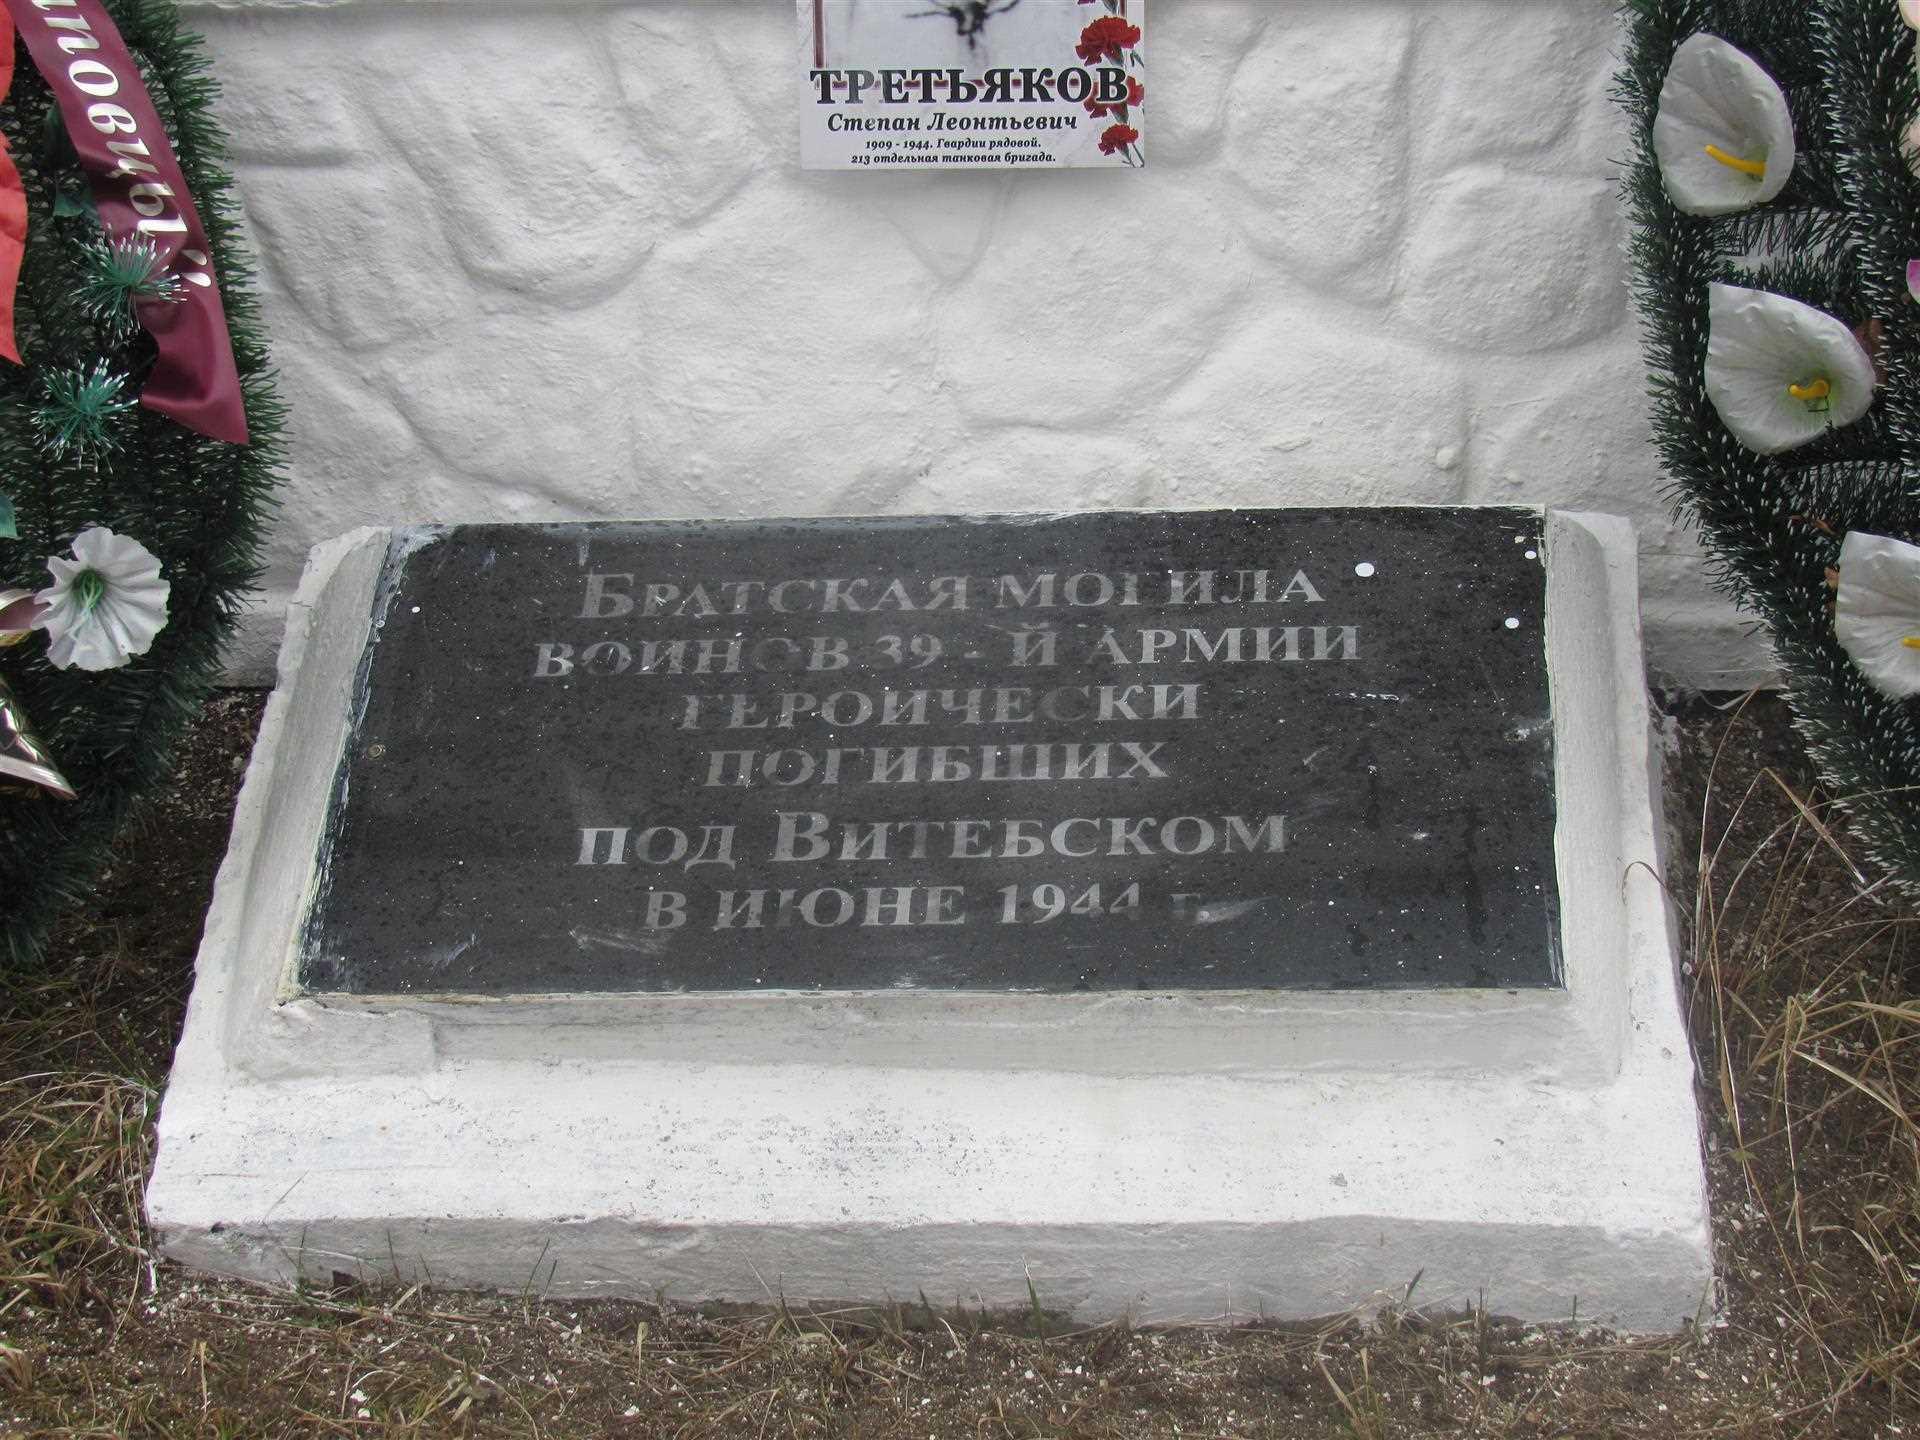 ТРЕТЬЯКОВ
Степан Леонтьевич
1909 - 1944. Гвардии рядовой.
213 отдельная танковая бригада.
Братская могила
воинов 39 - й армии
героически
погибших
под Витебском
в июне 1944 г.